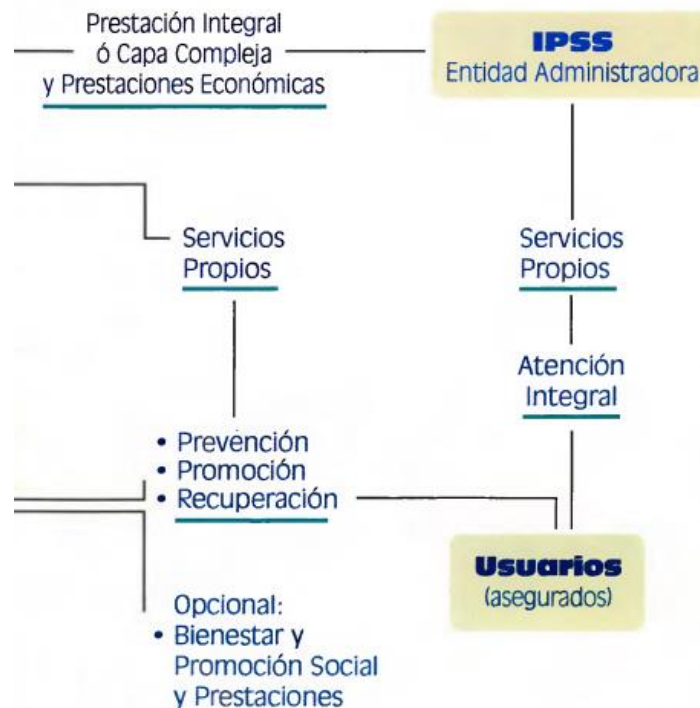 Prestación Integral
ó Capa Compleja
y Prestaciones Económicas
IPSS
Entidad Administradora
Servicios
Propios
Servicios
Propios
Atención
Integral
• Prevención
• Promoción
• Recuperación
Usuarios
(asegurados)
Opcional:
• Bienestar y
Promoción Social
y Prestaciones